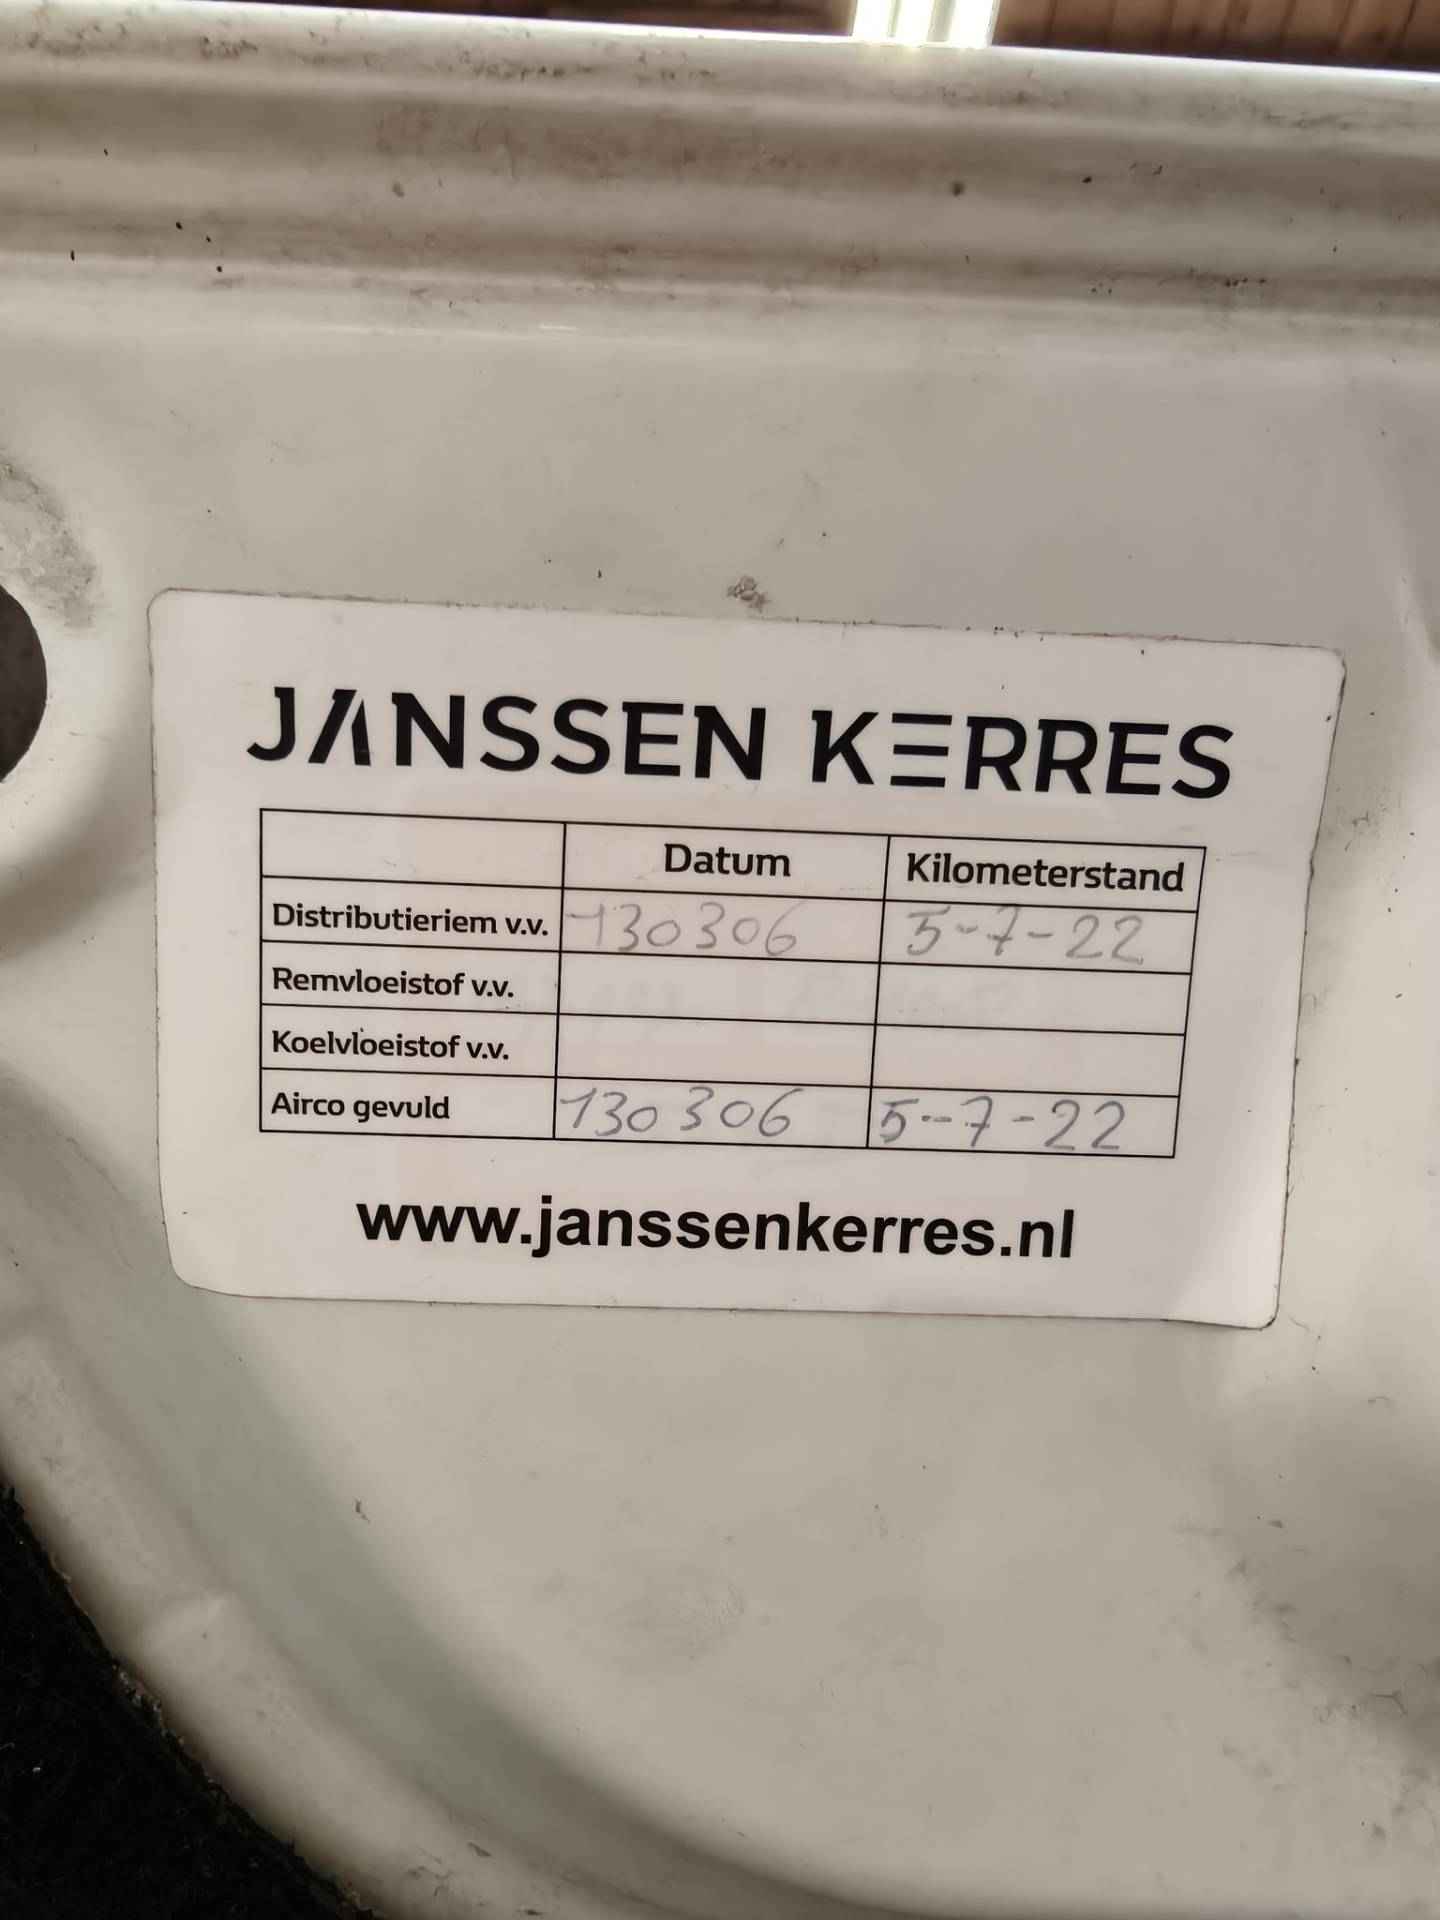 JANSSEN KERRES
Datum Kilometerstand
Distributieriem v.v. 130306 5-7-22
Remvloeistof v.v.
Koelvloeistof v.v.
Airco gevuld 130306 5-7-22
www.janssenkerres.nl